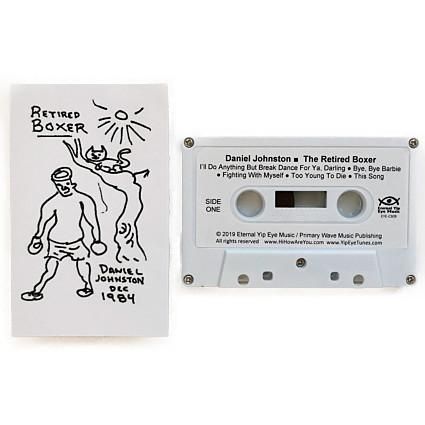 RETIRED
BOXER
DANIEL
JOHNSTON
DEC
1984
Daniel Johnston ■ The Retired Boxer
I'll Do Anything But Break Dance For Ya, Darling • Bye, Bye Barbie
• Fighting With Myself • Too Young To Die • This Song
SIDE
ONE
Eternal Yip
Eye Music
© 2019 Eternal Yip Eye Music / Primary Wave Music Publishing
All rights reserved www.HiHowAreYou.com www.YipEyeTunes.com